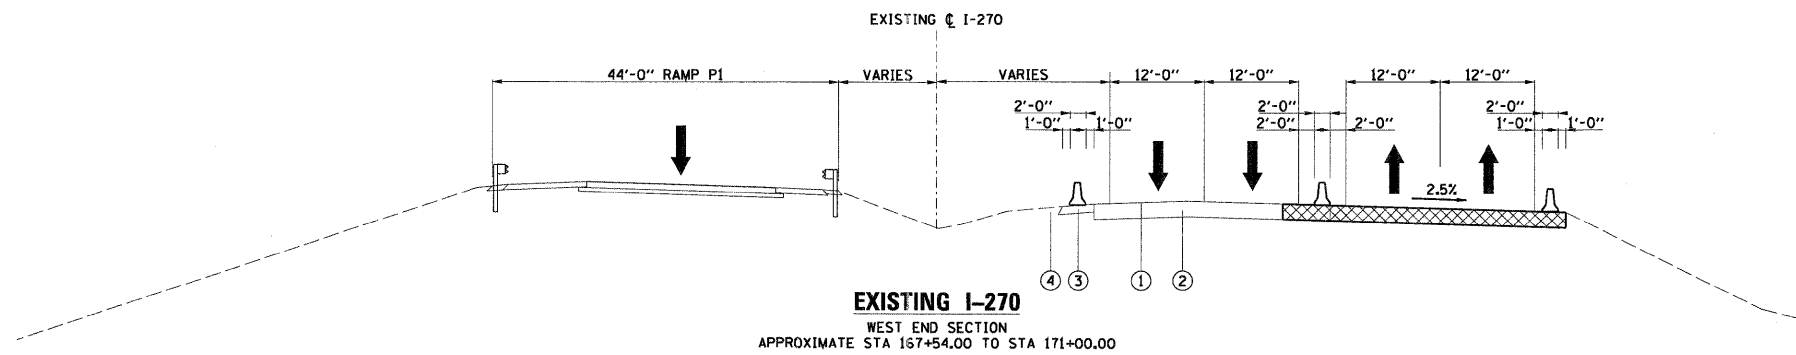 EXISTING ℄ I-270
44'-0" RAMP P1 VARIES VARIES 12'-0" 12'-0" 12'-0" 12'-0"
2'-0" 2'-0" 2'-0"
1'-0" 1'-0" 2'-0" 2'-0" 1'-0" 1'-0"
2.5%
4 3 1 2
EXISTING I-270
WEST END SECTION
APPROXIMATE STA 167+54.00 TO STA 171+00.00